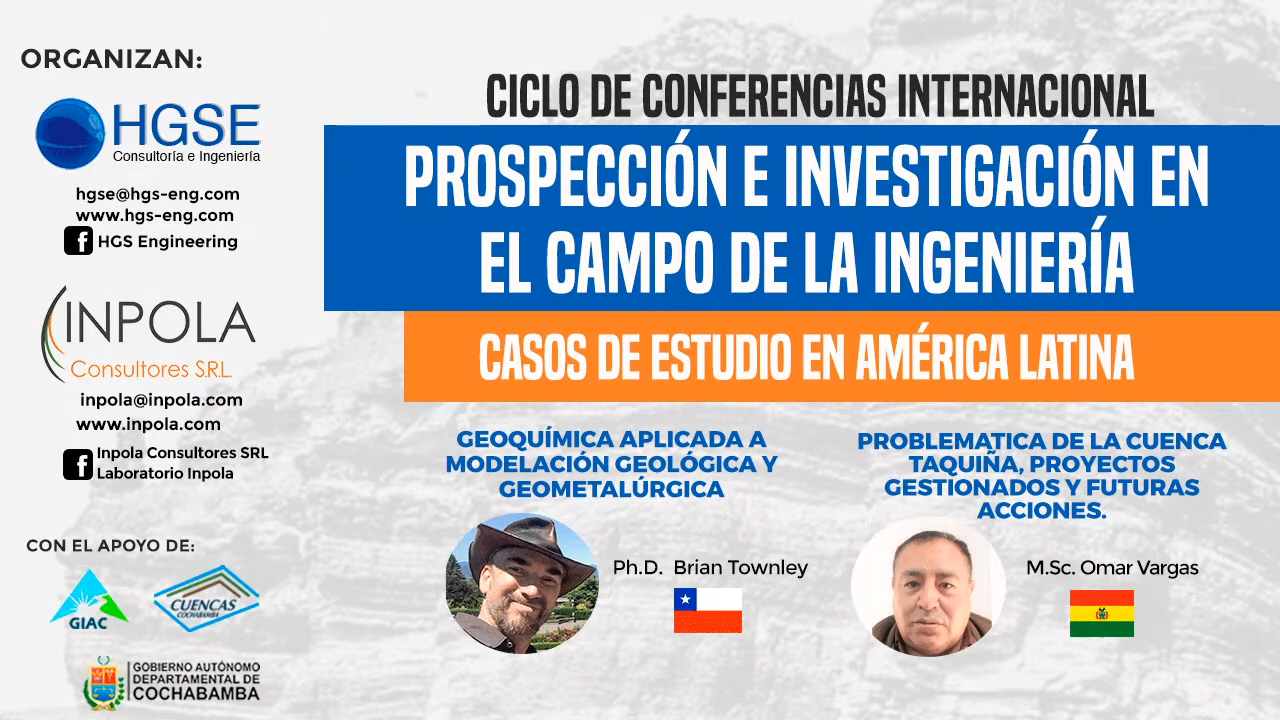 ORGANIZAN:
HGSE
Consultoría e Ingeniería
hgse@hgs-eng.com
www.hgs-eng.com
f HGS Engineering
INPOLA
Consultores S.R.L.
inpola@inpola.com
www.inpola.com
f Inpola Consultores SRL
Laboratorio Inpola
CON EL APOYO DE:
GIAC
CUENCAS
COCHABAMBA
GOBIERNO AUTÓNOMO
DEPARTAMENTAL DE
COCHABAMBA
CICLO DE CONFERENCIAS INTERNACIONAL
PROSPECCIÓN E INVESTIGACIÓN EN
EL CAMPO DE LA INGENIERÍA
CASOS DE ESTUDIO EN AMÉRICA LATINA
GEOQUÍMICA APLICADA A
MODELACIÓN GEOLÓGICA Y
GEOMETALÚRGICA
Ph.D. Brian Townley
PROBLEMATICA DE LA CUENCA
TAQUIÑA, PROYECTOS
GESTIONADOS Y FUTURAS
ACCIONES.
M.Sc. Omar Vargas